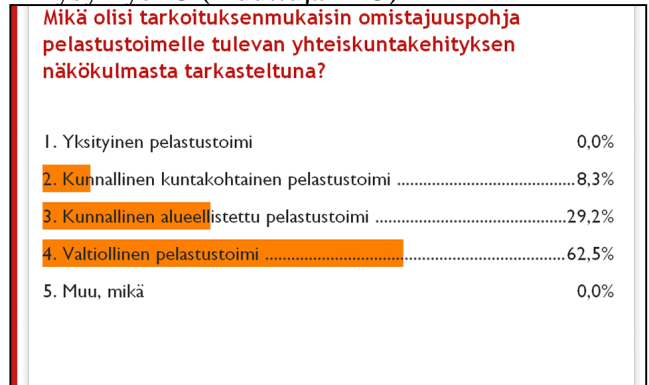 Mikä olisi tarkoituksenmukaisin omistajuuspohja
pelastustoimelle tulevan yhteiskuntakehityksen
näkökulmasta tarkasteltuna?
1. Yksityinen pelastustoimi 0,0%
2. Kunnallinen kuntakohtainen pelastustoimi ..........................................8,3%
3. Kunnallinen alueellistettu pelastustoimi .............................................29,2%
4. Valtiollinen pelastustoimi ......................................................................62,5%
5. Muu, mikä 0,0%